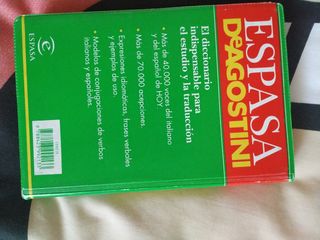 ESPASA
DeAGOSTINI
El diccionario
indispensable para
el estudio y la traducción
• Más de 40.000 voces del italiano
y del español de HOY.
• Más de 70.000 acepciones.
• Expresiones idiomáticas, frases verbales
y ejemplos de uso.
• Modelos de conjugaciones de verbos
italianos y españoles.
ESPASA